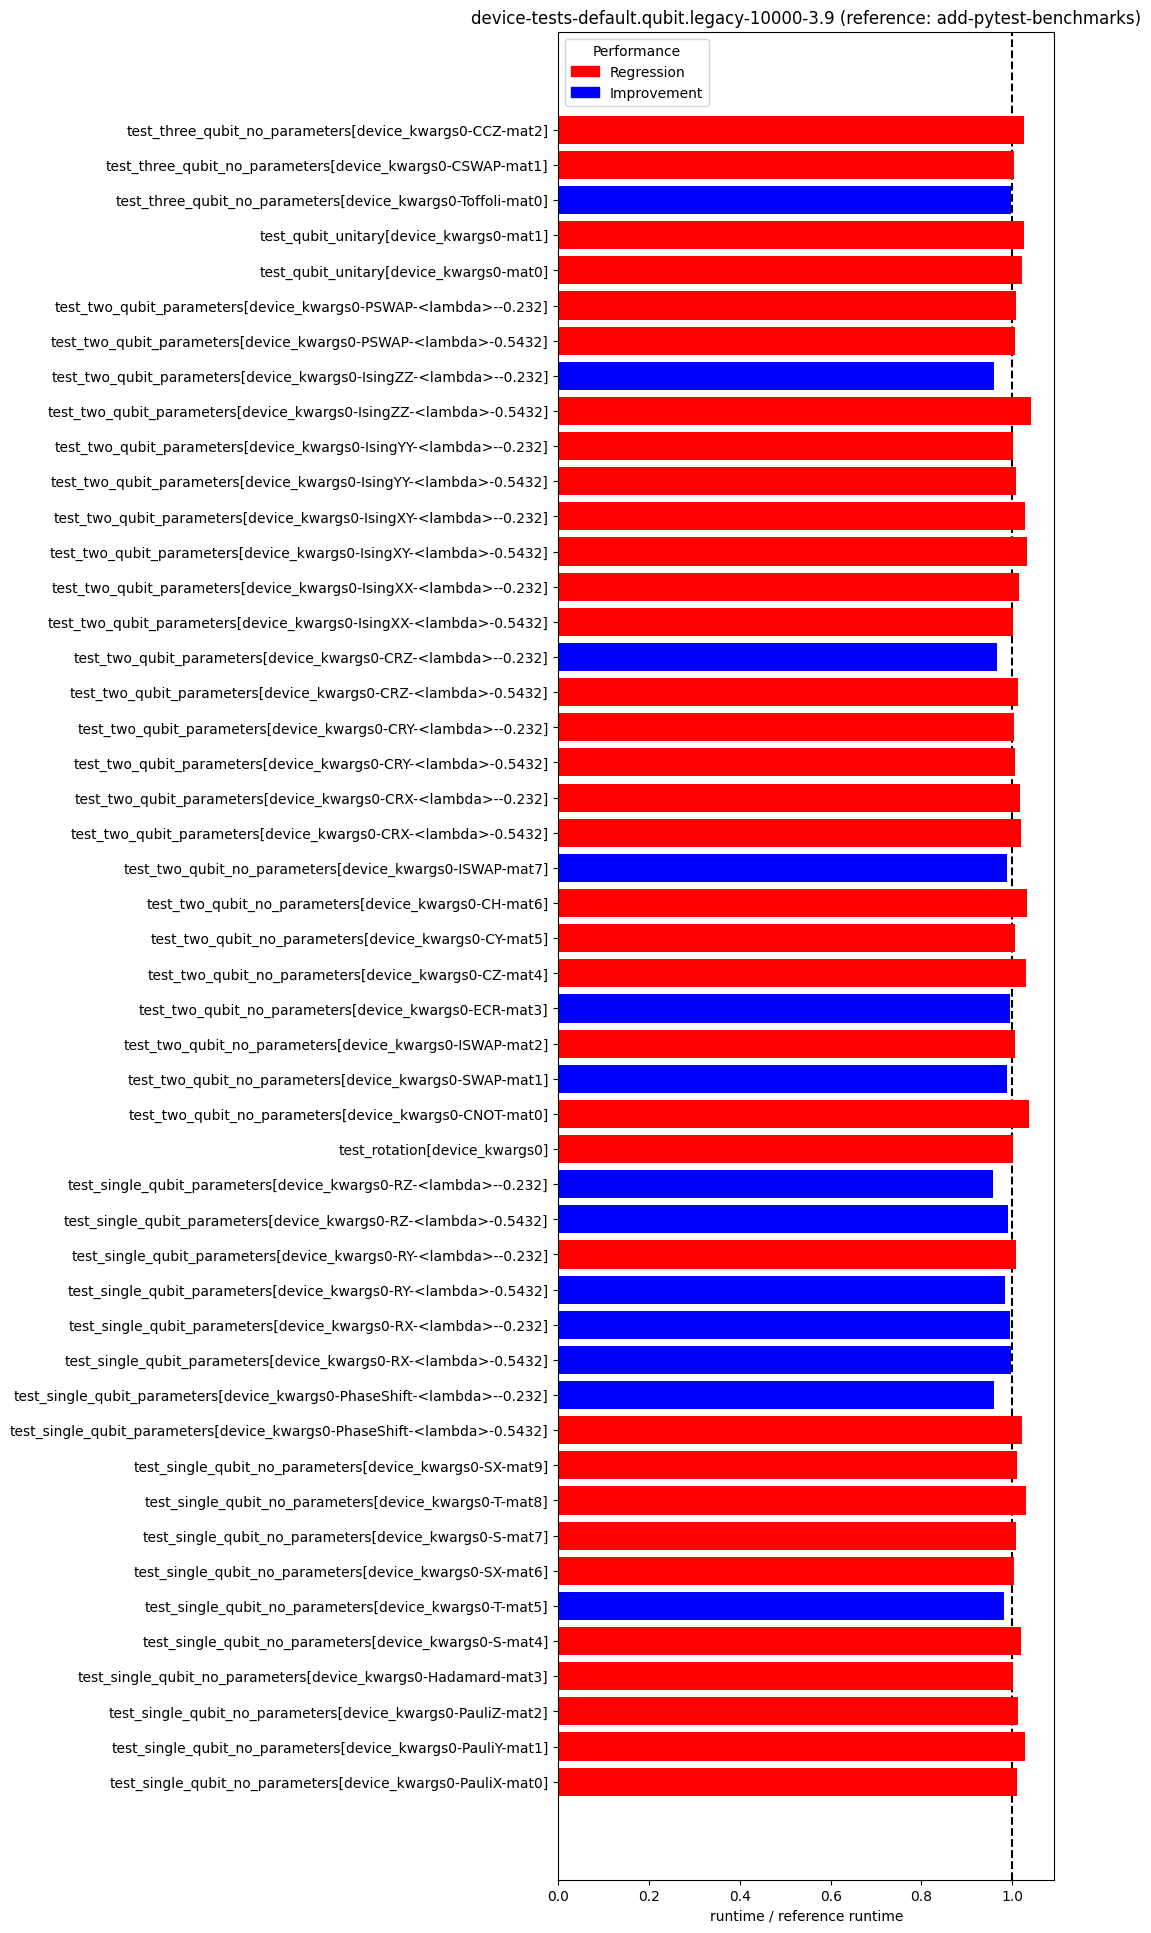 device-tests-default.qubit.legacy-10000-3.9 (reference: add-pytest-benchmarks)
Performance
Regression
Improvement
test_three_qubit_no_parameters[device_kwargs0-CCZ-mat2]
test_three_qubit_no_parameters[device_kwargs0-CSWAP-mat1]
test_three_qubit_no_parameters[device_kwargs0-Toffoli-mat0]
test_qubit_unitary[device_kwargs0-mat1]
test_qubit_unitary[device_kwargs0-mat0]
test_two_qubit_parameters[device_kwargs0-PSWAP-<lambda>--0.232]
test_two_qubit_parameters[device_kwargs0-PSWAP-<lambda>-0.5432]
test_two_qubit_parameters[device_kwargs0-IsingZZ-<lambda>--0.232]
test_two_qubit_parameters[device_kwargs0-IsingZZ-<lambda>-0.5432]
test_two_qubit_parameters[device_kwargs0-IsingYY-<lambda>--0.232]
test_two_qubit_parameters[device_kwargs0-IsingYY-<lambda>-0.5432]
test_two_qubit_parameters[device_kwargs0-IsingXY-<lambda>--0.232]
test_two_qubit_parameters[device_kwargs0-IsingXY-<lambda>-0.5432]
test_two_qubit_parameters[device_kwargs0-IsingXX-<lambda>--0.232]
test_two_qubit_parameters[device_kwargs0-IsingXX-<lambda>-0.5432]
test_two_qubit_parameters[device_kwargs0-CRZ-<lambda>--0.232]
test_two_qubit_parameters[device_kwargs0-CRZ-<lambda>-0.5432]
test_two_qubit_parameters[device_kwargs0-CRY-<lambda>--0.232]
test_two_qubit_parameters[device_kwargs0-CRY-<lambda>-0.5432]
test_two_qubit_parameters[device_kwargs0-CRX-<lambda>--0.232]
test_two_qubit_parameters[device_kwargs0-CRX-<lambda>-0.5432]
test_two_qubit_no_parameters[device_kwargs0-ISWAP-mat7]
test_two_qubit_no_parameters[device_kwargs0-CH-mat6]
test_two_qubit_no_parameters[device_kwargs0-CY-mat5]
test_two_qubit_no_parameters[device_kwargs0-CZ-mat4]
test_two_qubit_no_parameters[device_kwargs0-ECR-mat3]
test_two_qubit_no_parameters[device_kwargs0-ISWAP-mat2]
test_two_qubit_no_parameters[device_kwargs0-SWAP-mat1]
test_two_qubit_no_parameters[device_kwargs0-CNOT-mat0]
test_rotation[device_kwargs0]
test_single_qubit_parameters[device_kwargs0-RZ-<lambda>--0.232]
test_single_qubit_parameters[device_kwargs0-RZ-<lambda>-0.5432]
test_single_qubit_parameters[device_kwargs0-RY-<lambda>--0.232]
test_single_qubit_parameters[device_kwargs0-RY-<lambda>-0.5432]
test_single_qubit_parameters[device_kwargs0-RX-<lambda>--0.232]
test_single_qubit_parameters[device_kwargs0-RX-<lambda>-0.5432]
test_single_qubit_parameters[device_kwargs0-PhaseShift-<lambda>--0.232]
test_single_qubit_parameters[device_kwargs0-PhaseShift-<lambda>-0.5432]
test_single_qubit_no_parameters[device_kwargs0-SX-mat9]
test_single_qubit_no_parameters[device_kwargs0-T-mat8]
test_single_qubit_no_parameters[device_kwargs0-S-mat7]
test_single_qubit_no_parameters[device_kwargs0-SX-mat6]
test_single_qubit_no_parameters[device_kwargs0-T-mat5]
test_single_qubit_no_parameters[device_kwargs0-S-mat4]
test_single_qubit_no_parameters[device_kwargs0-Hadamard-mat3]
test_single_qubit_no_parameters[device_kwargs0-PauliZ-mat2]
test_single_qubit_no_parameters[device_kwargs0-PauliY-mat1]
test_single_qubit_no_parameters[device_kwargs0-PauliX-mat0]
0.0 0.2 0.4 0.6 0.8 1.0
runtime / reference runtime